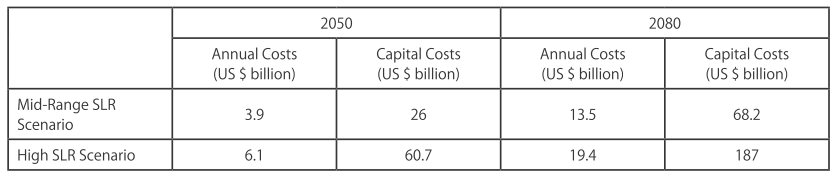 2050 2080
Annual Costs Capital Costs Annual Costs Capital Costs
(US $ billion) (US $ billion) (US $ billion) (US $ billion)
Mid-Range SLR
Scenario 3.9 26 13.5 68.2
High SLR Scenario 6.1 60.7 19.4 187